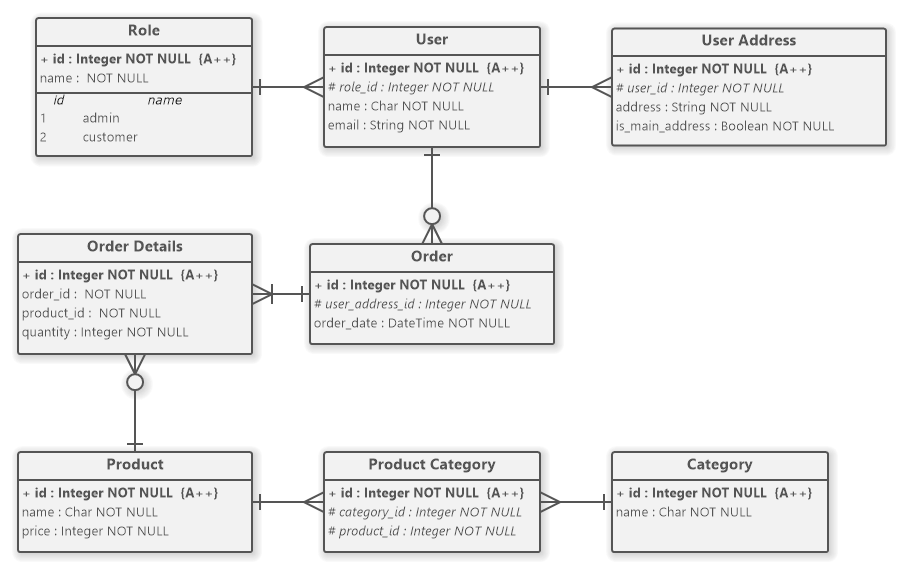 Role
+ id : Integer NOT NULL  {A++}
name :  NOT NULL
id name
1 admin
2 customer
User
+ id : Integer NOT NULL  {A++}
# role_id : Integer NOT NULL
name : Char NOT NULL
email : String NOT NULL
User Address
+ id : Integer NOT NULL  {A++}
# user_id : Integer NOT NULL
address : String NOT NULL
is_main_address : Boolean NOT NULL
Order Details
+ id : Integer NOT NULL  {A++}
order_id :  NOT NULL
product_id :  NOT NULL
quantity : Integer NOT NULL
Order
+ id : Integer NOT NULL  {A++}
# user_address_id : Integer NOT NULL
order_date : DateTime NOT NULL
Product
+ id : Integer NOT NULL  {A++}
name : Char NOT NULL
price : Integer NOT NULL
Product Category
+ id : Integer NOT NULL  {A++}
# category_id : Integer NOT NULL
# product_id : Integer NOT NULL
Category
+ id : Integer NOT NULL  {A++}
name : Char NOT NULL